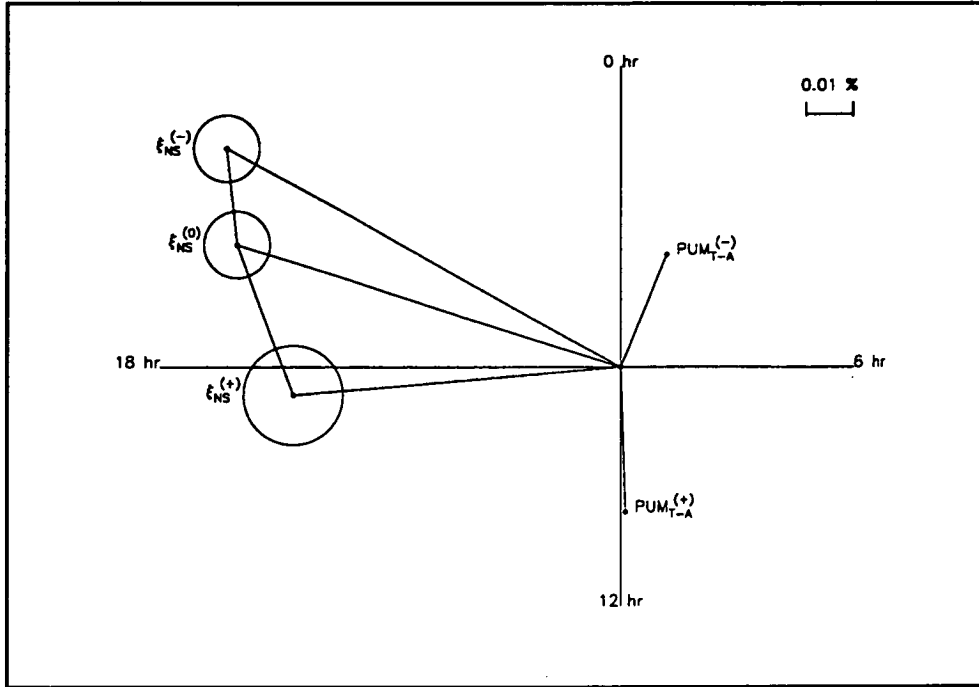 0 hr
0.01 %
ξNS(-)
ξNS(0)
PUMT-A(-)
18 hr
6 hr
ξNS(+)
PUMT-A(+)
12 hr